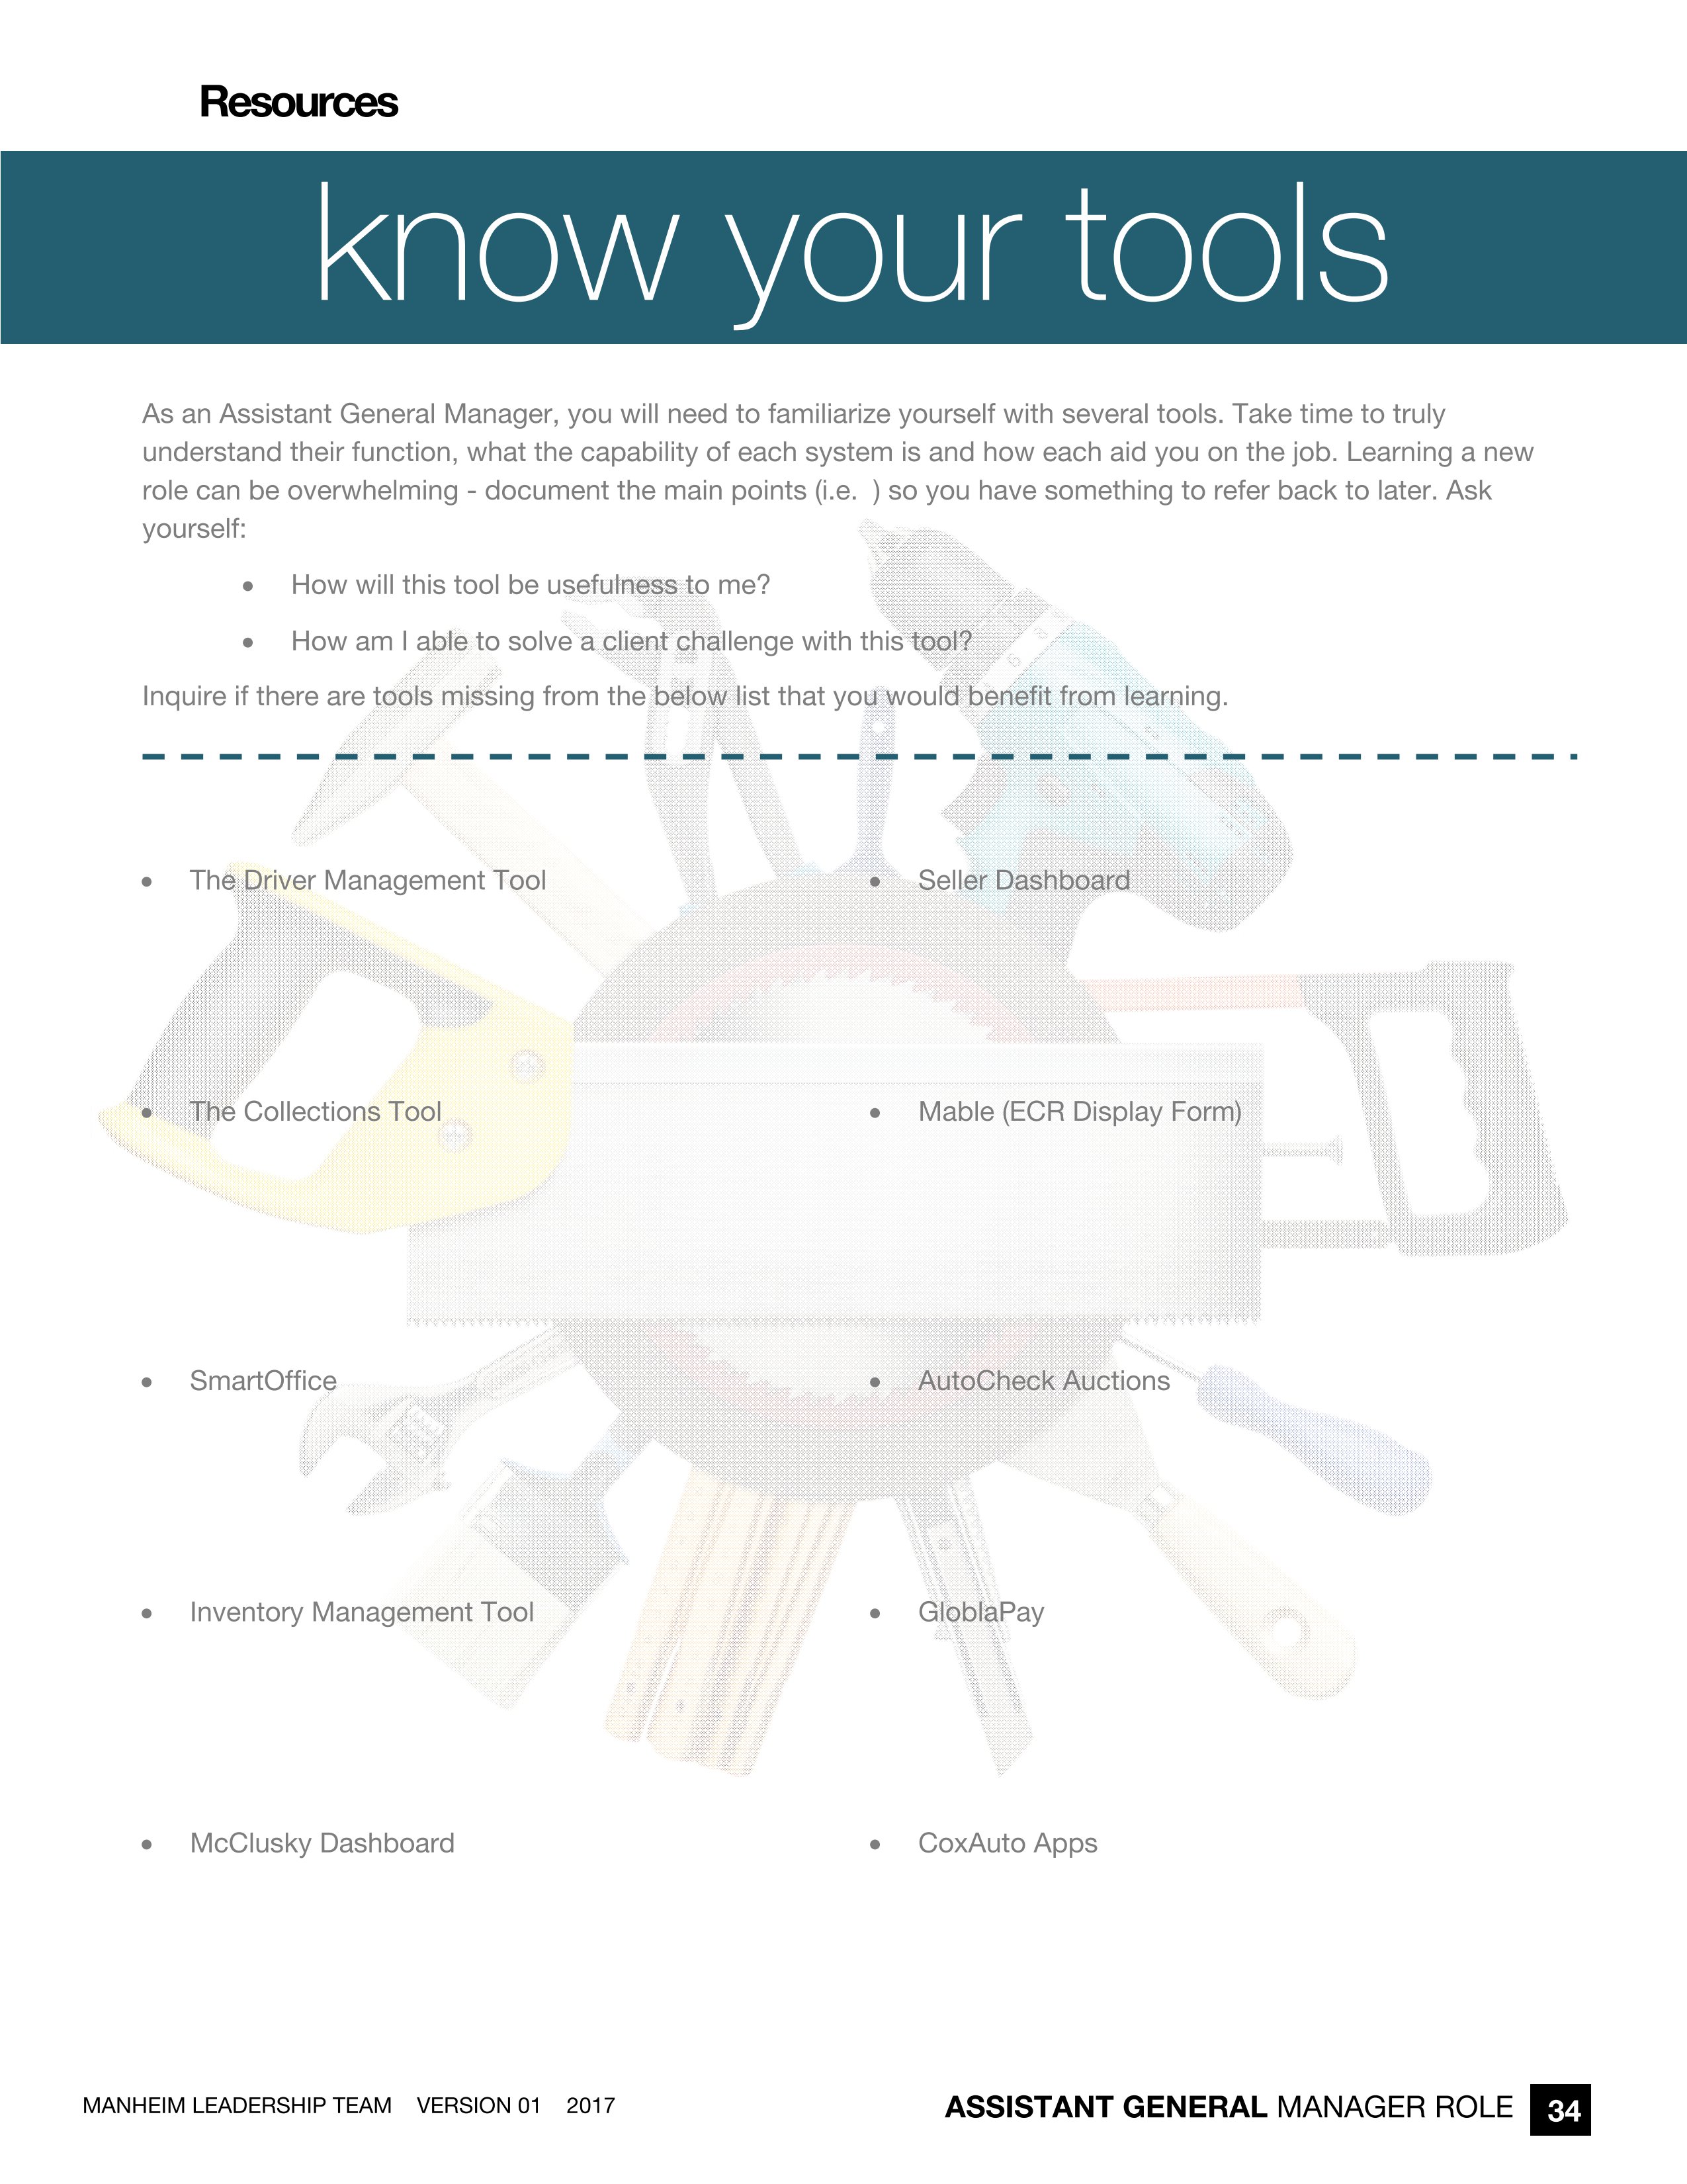 Resources
know your tools
As an Assistant General Manager, you will need to familiarize yourself with several tools. Take time to truly
understand their function, what the capability of each system is and how each aid you on the job. Learning a new
role can be overwhelming - document the main points (i.e.  ) so you have something to refer back to later. Ask
yourself:
• How will this tool be usefulness to me?
• How am I able to solve a client challenge with this tool?
Inquire if there are tools missing from the below list that you would benefit from learning.
• The Driver Management Tool
• The Collections Tool
• SmartOffice
• Inventory Management Tool
• McClusky Dashboard
• Seller Dashboard
• Mable (ECR Display Form)
• AutoCheck Auctions
• GloblaPay
• CoxAuto Apps
MANHEIM LEADERSHIP TEAM VERSION 01 2017
ASSISTANT GENERAL MANAGER ROLE 34